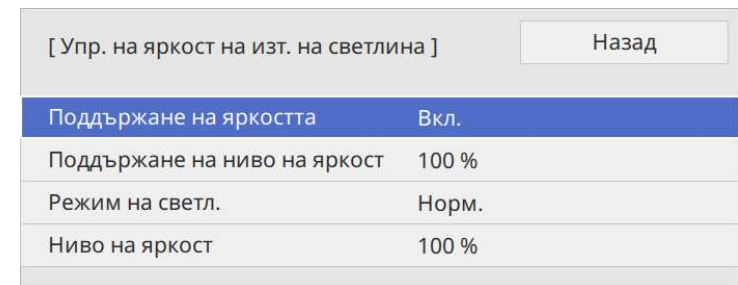 [ Упр. на яркост на изт. на светлина ] Назад
Поддържане на яркостта Вкл.
Поддържане на ниво на яркост 100 %
Режим на светл. Норм.
Ниво на яркост 100 %